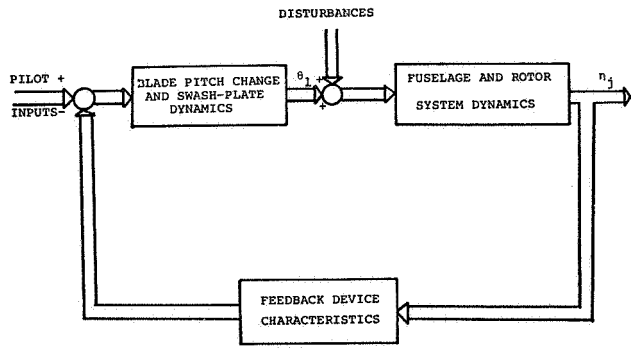 DISTURBANCES
PILOT +
INPUTS-
BLADE PITCH CHANGE
AND SWASH-PLATE
DYNAMICS
θ1 +
+
FUSELAGE AND ROTOR
SYSTEM DYNAMICS
ηj
FEEDBACK DEVICE
CHARACTERISTICS